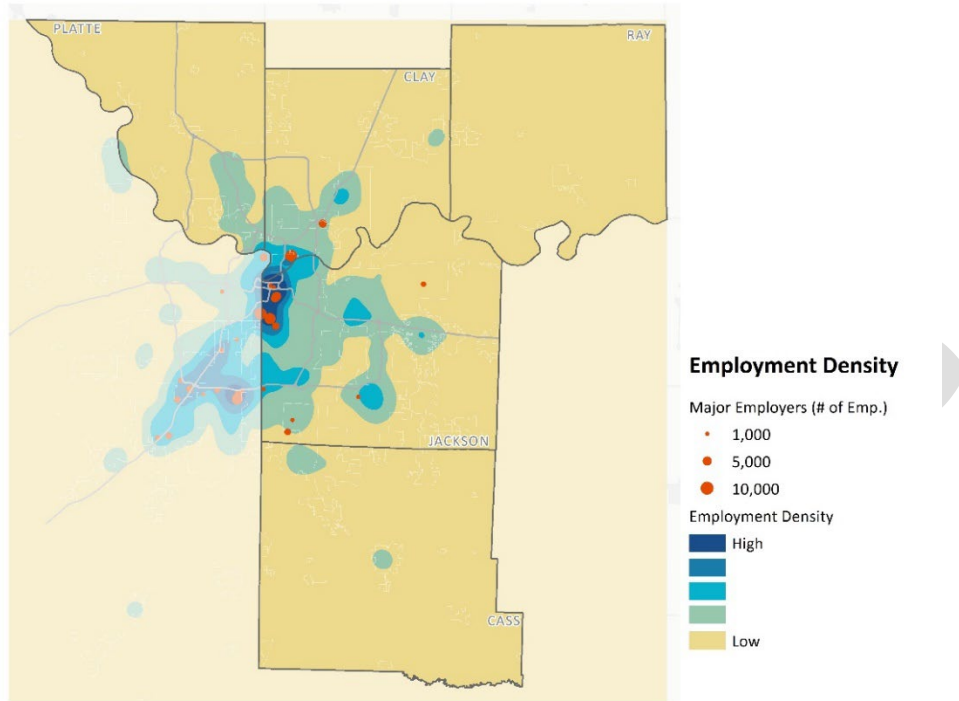 PLATTE
RAY
CLAY
JACKSON
CASS
Employment Density
Major Employers (# of Emp.)
1,000
5,000
10,000
Employment Density
High
Low